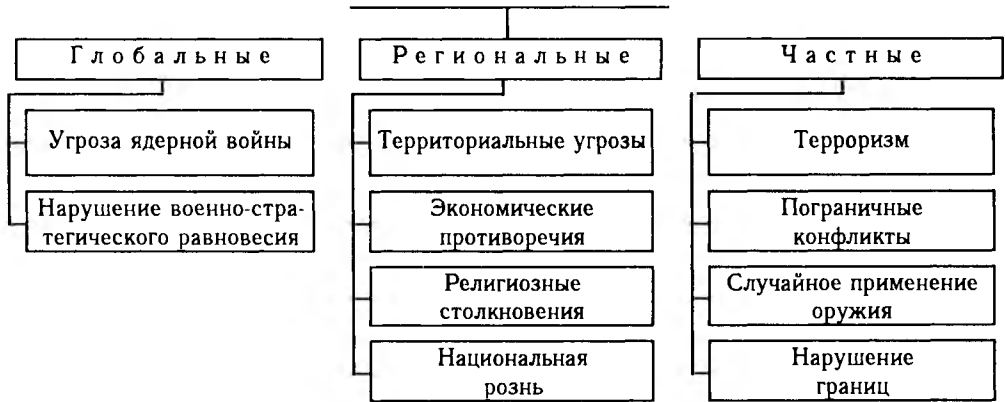 Глобальные
Угроза ядерной войны
Нарушение военно-стра-
тегического равновесия
Региональные
Территориальные угрозы
Экономические
противоречия
Религиозные
столкновения
Национальная
рознь
Частные
Терроризм
Пограничные
конфликты
Случайное применение
оружия
Нарушение
границ